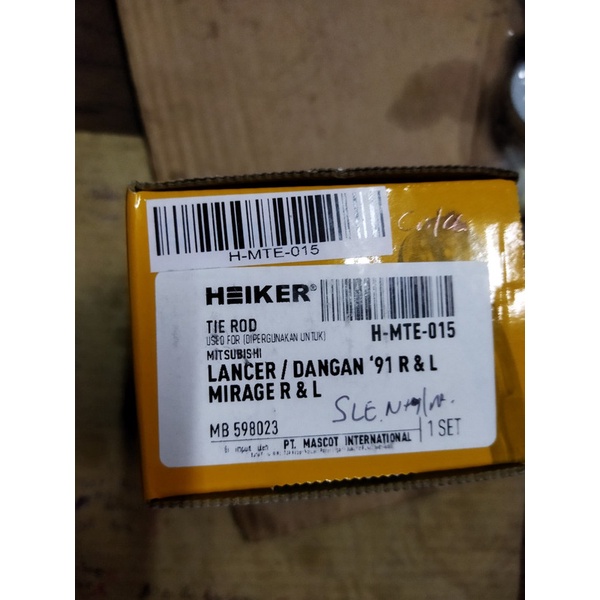 H-MTE-015
HEIKER®
TIE ROD
USED FOR (DIPERGUNAKAN UNTUK)
H-MTE-015
MITSUBISHI
LANCER / DANGAN '91 R & L
MIRAGE R & L
MB 598023
1 SET
PT. MASCOT INTERNATIONAL